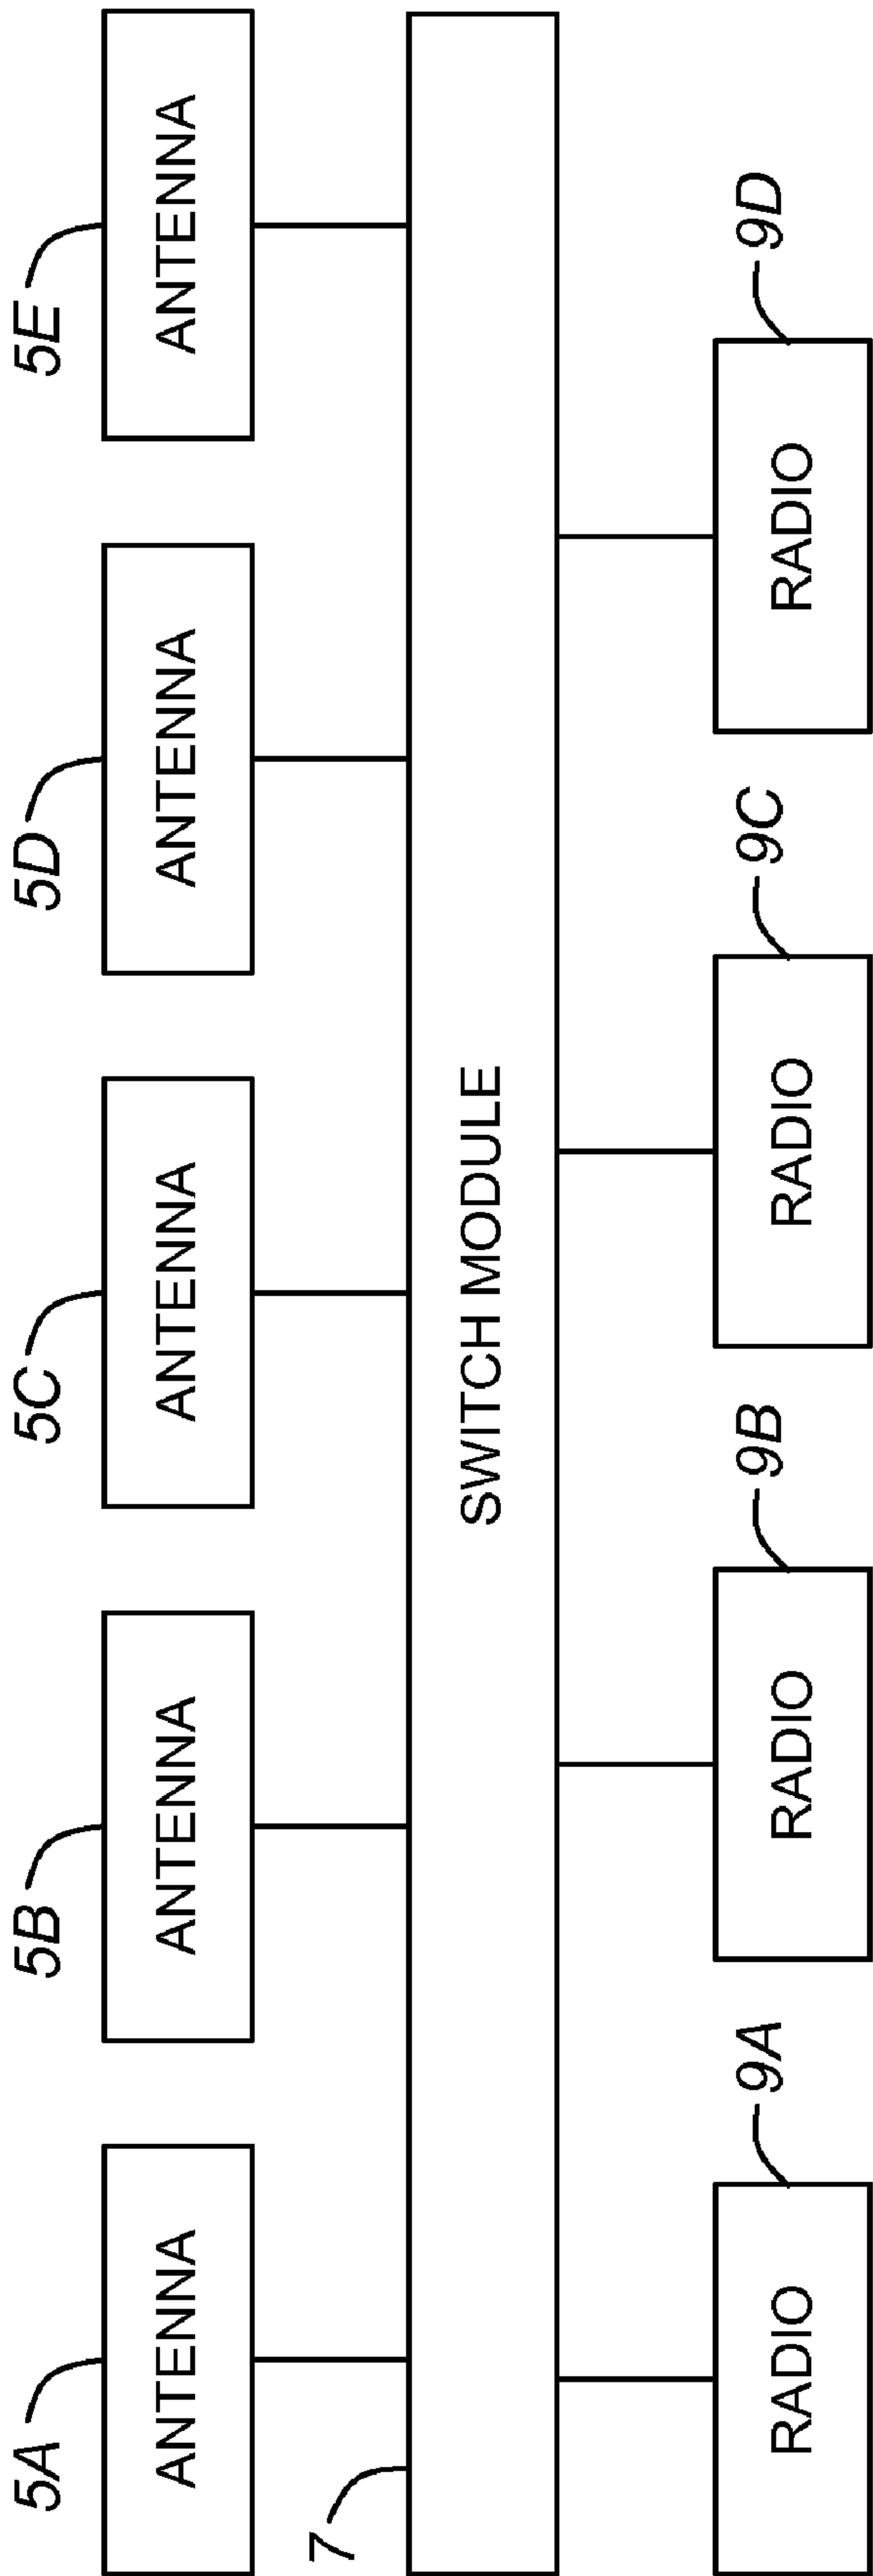 5A
5B
5C
5D
5E
ANTENNA
ANTENNA
ANTENNA
ANTENNA
ANTENNA
7
SWITCH MODULE
9A
9B
9C
9D
RADIO
RADIO
RADIO
RADIO